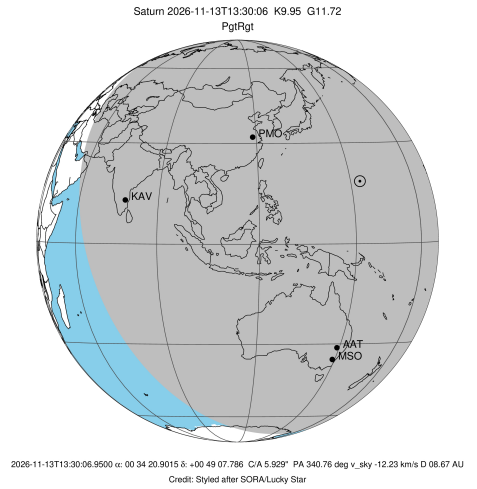 Saturn 2026-11-13T13:30:06  K9.95  G11.72
PgtRgt
PMO
KAV
AAT
MSO
2026-11-13T13:30:06.9500 α: 00 34 20.9015 δ: +00 49 07.786  C/A 5.929"  PA 340.76 deg v_sky -12.23 km/s D 08.67 AU
Credit: Styled after SORA/Lucky Star